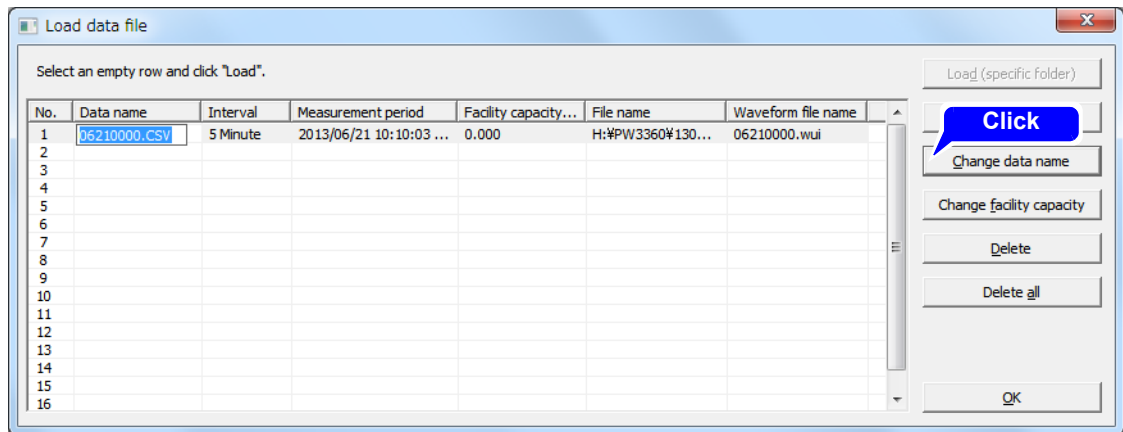 Load data file
Select an empty row and click "Load".
Load (specific folder)
No. Data name Interval Measurement period Facility capacity... File name Waveform file name
Click
1 06210000.CSV 5 Minute 2013/06/21 10:10:03 ... 0.000 H:¥PW3360¥130... 06210000.wui
2
Change data name
3
4
5 Change facility capacity
6
7
8 Delete
9
10 Delete all
11
12
13
14
15
16 OK